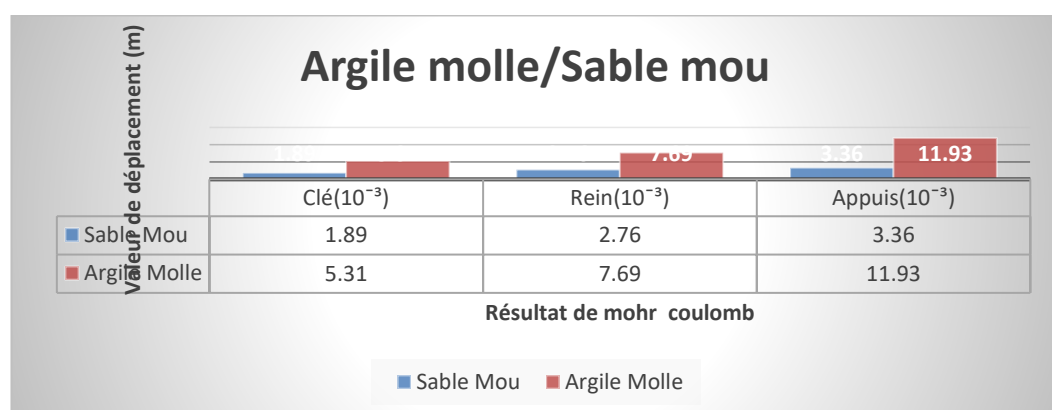 Argile molle/Sable mou
Valeur de déplacement (m)
7.69 3.36 11.93
Clé(10⁻³) Rein(10⁻³) Appuis(10⁻³)
Sable Mou 1.89 2.76 3.36
Argile Molle 5.31 7.69 11.93
Résultat de mohr coulomb
Sable Mou Argile Molle